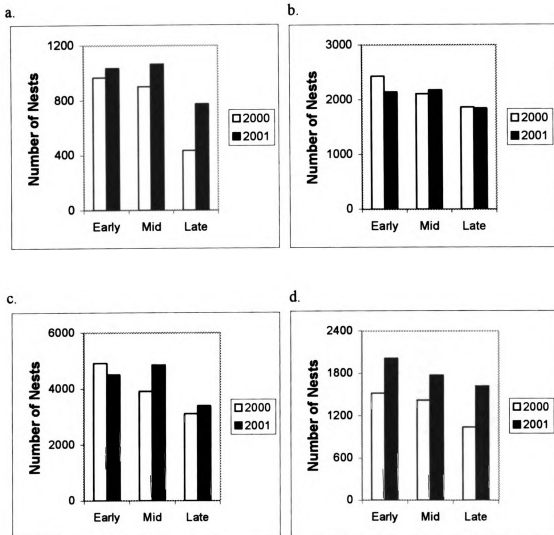 a.
Number of Nests
1200
800
400
0
Early Mid Late
2000
2001
b.
Number of Nests
3000
2000
1000
0
Early Mid Late
2000
2001
c.
Number of Nests
6000
4000
2000
0
Early Mid Late
2000
2001
d.
Number of Nests
2400
1800
1200
600
0
Early Mid Late
2000
2001